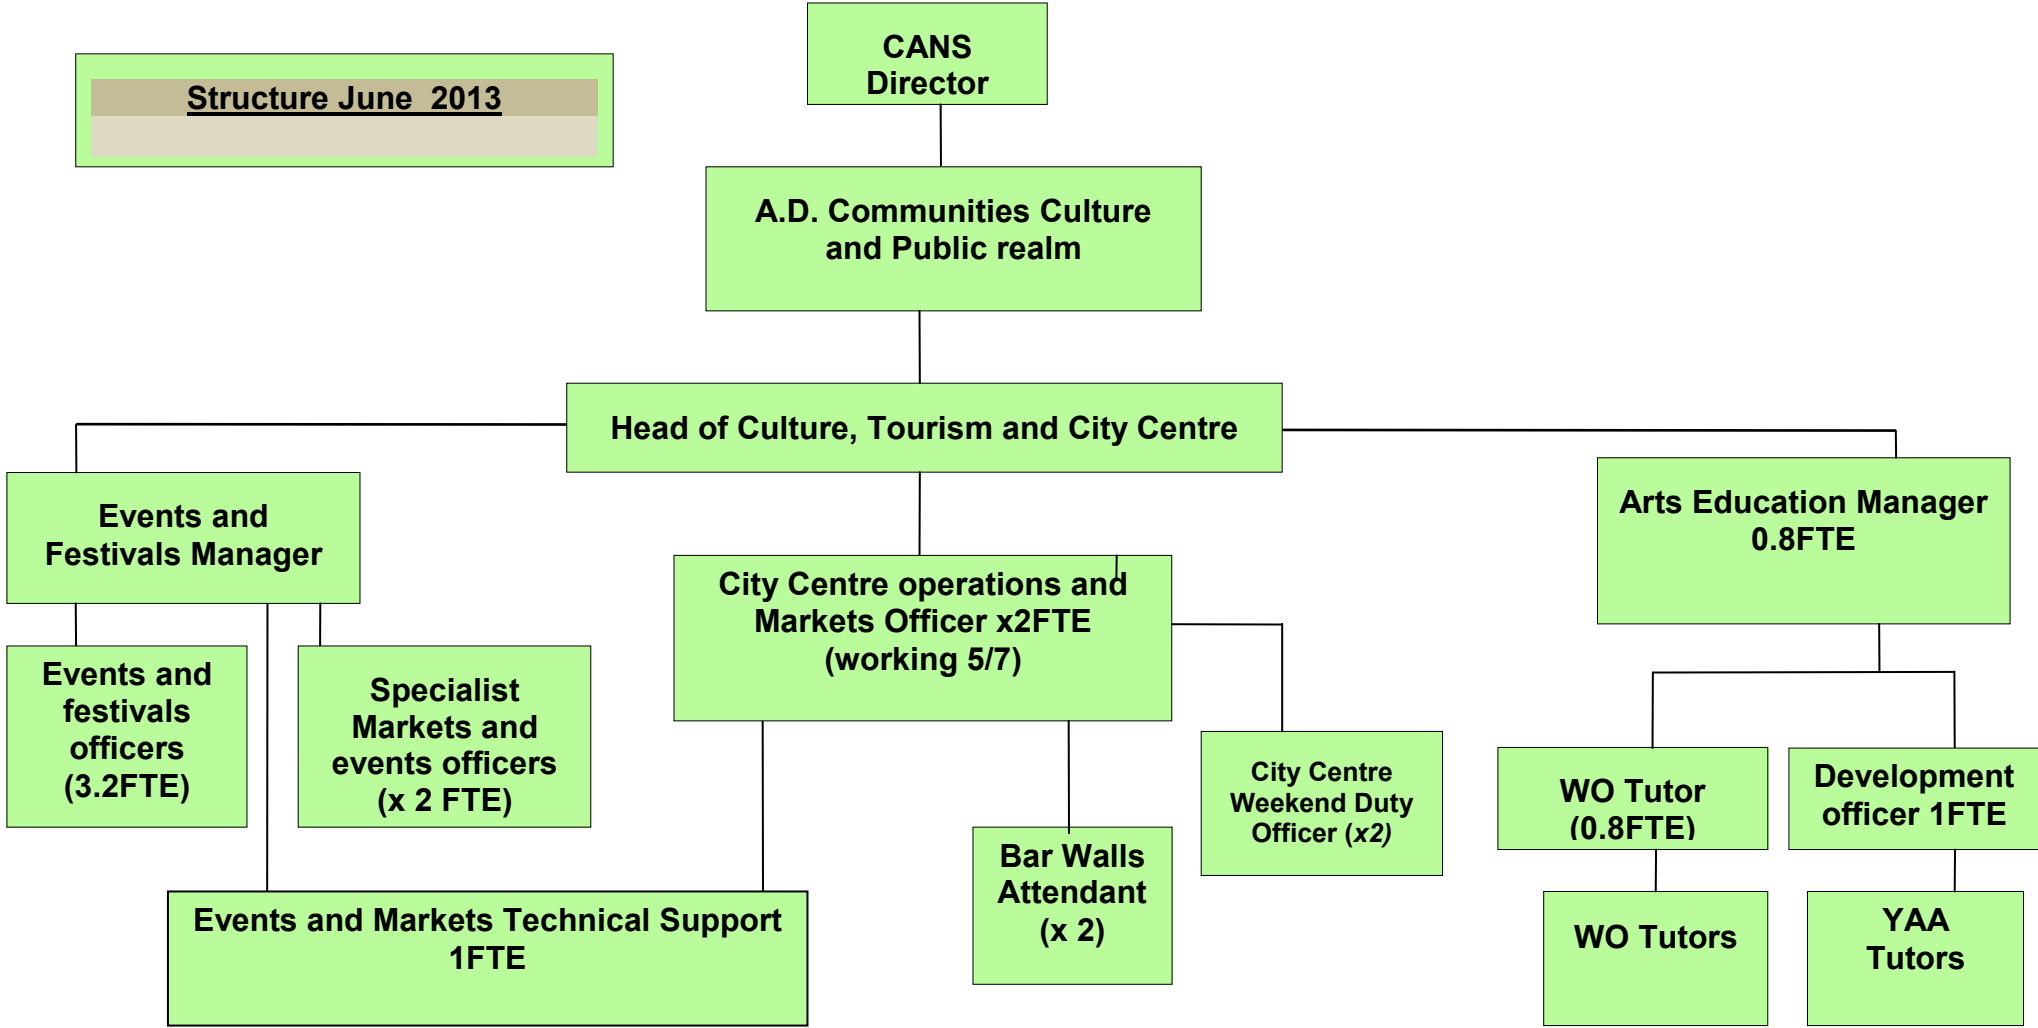 Structure June 2013
CANS
Director
A.D. Communities Culture
and Public realm
Head of Culture, Tourism and City Centre
Events and
Festivals Manager
City Centre operations and
Markets Officer x2FTE
(working 5/7)
Arts Education Manager
0.8FTE
Events and
festivals
officers
(3.2FTE)
Specialist
Markets and
events officers
(x 2 FTE)
City Centre
Weekend Duty
Officer (x2)
WO Tutor
(0.8FTE)
Development
officer 1FTE
Bar Walls
Attendant
(x 2)
Events and Markets Technical Support
1FTE
WO Tutors
YAA
Tutors